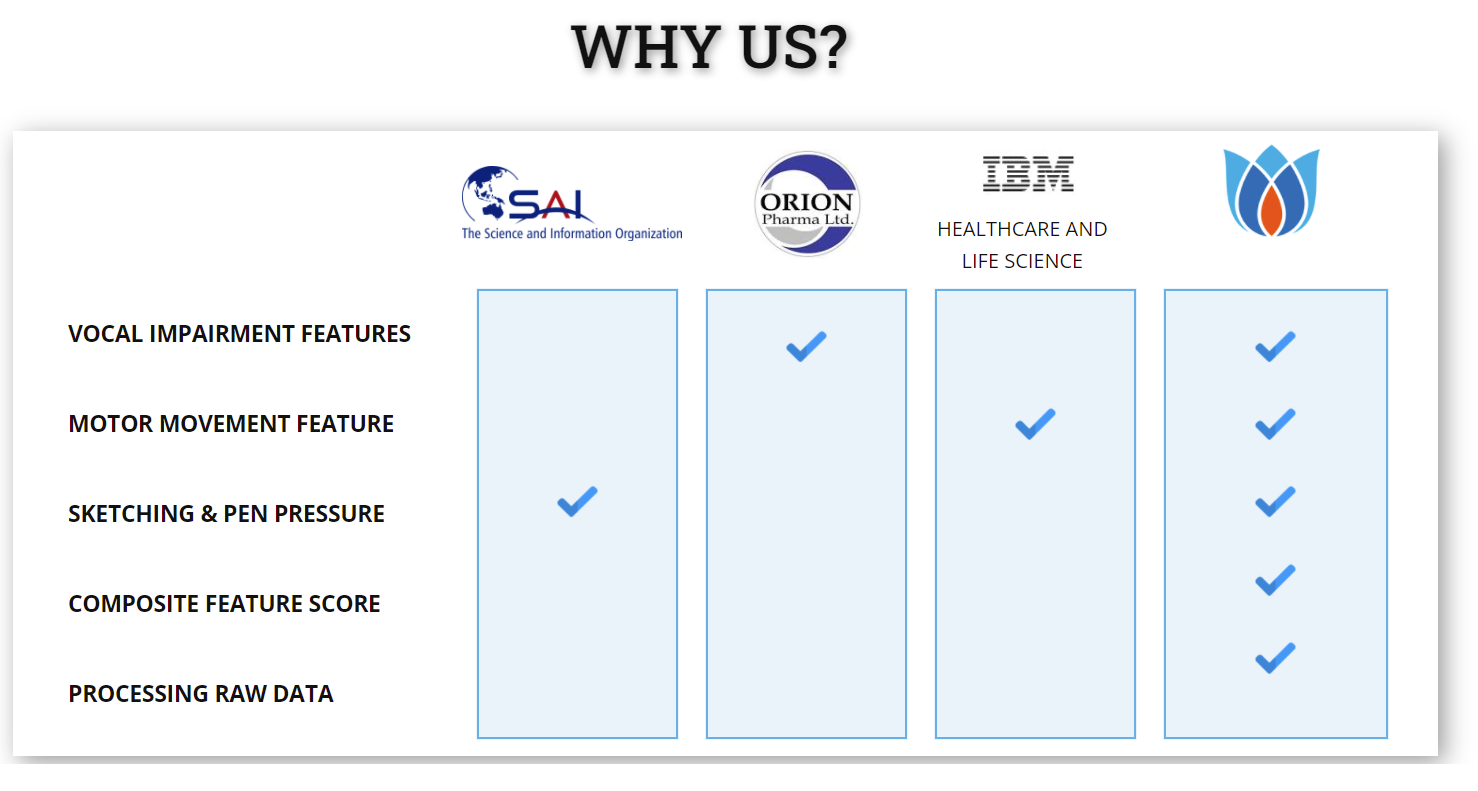 WHY US?
SAI
The Science and Information Organization
ORION
Pharma Ltd.
IBM
HEALTHCARE AND
LIFE SCIENCE
VOCAL IMPAIRMENT FEATURES
MOTOR MOVEMENT FEATURE
SKETCHING & PEN PRESSURE
COMPOSITE FEATURE SCORE
PROCESSING RAW DATA